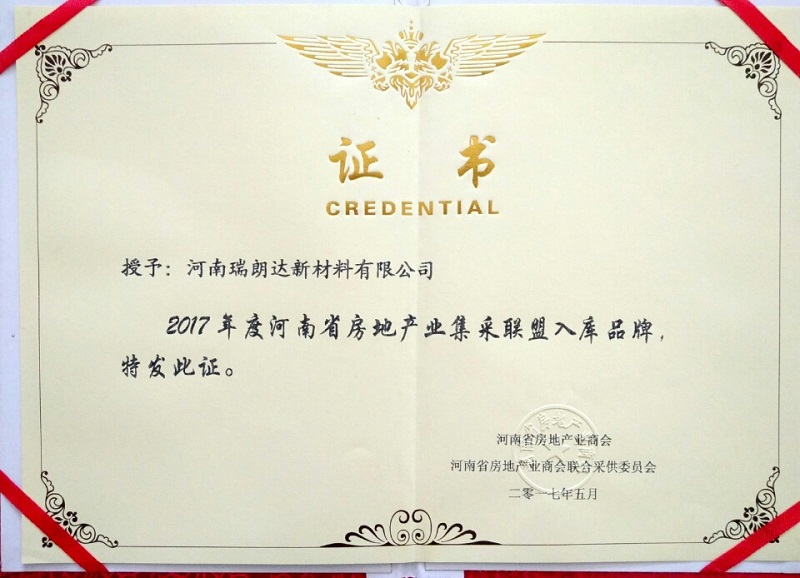 证 书
CREDENTIAL
授予：河南瑞朗达新材料有限公司
2017年度河南省房地产业集采联盟入库品牌，
特发此证。
河南省房地产业商会
河南省房地产业商会联合采供委员会
二零一七年五月